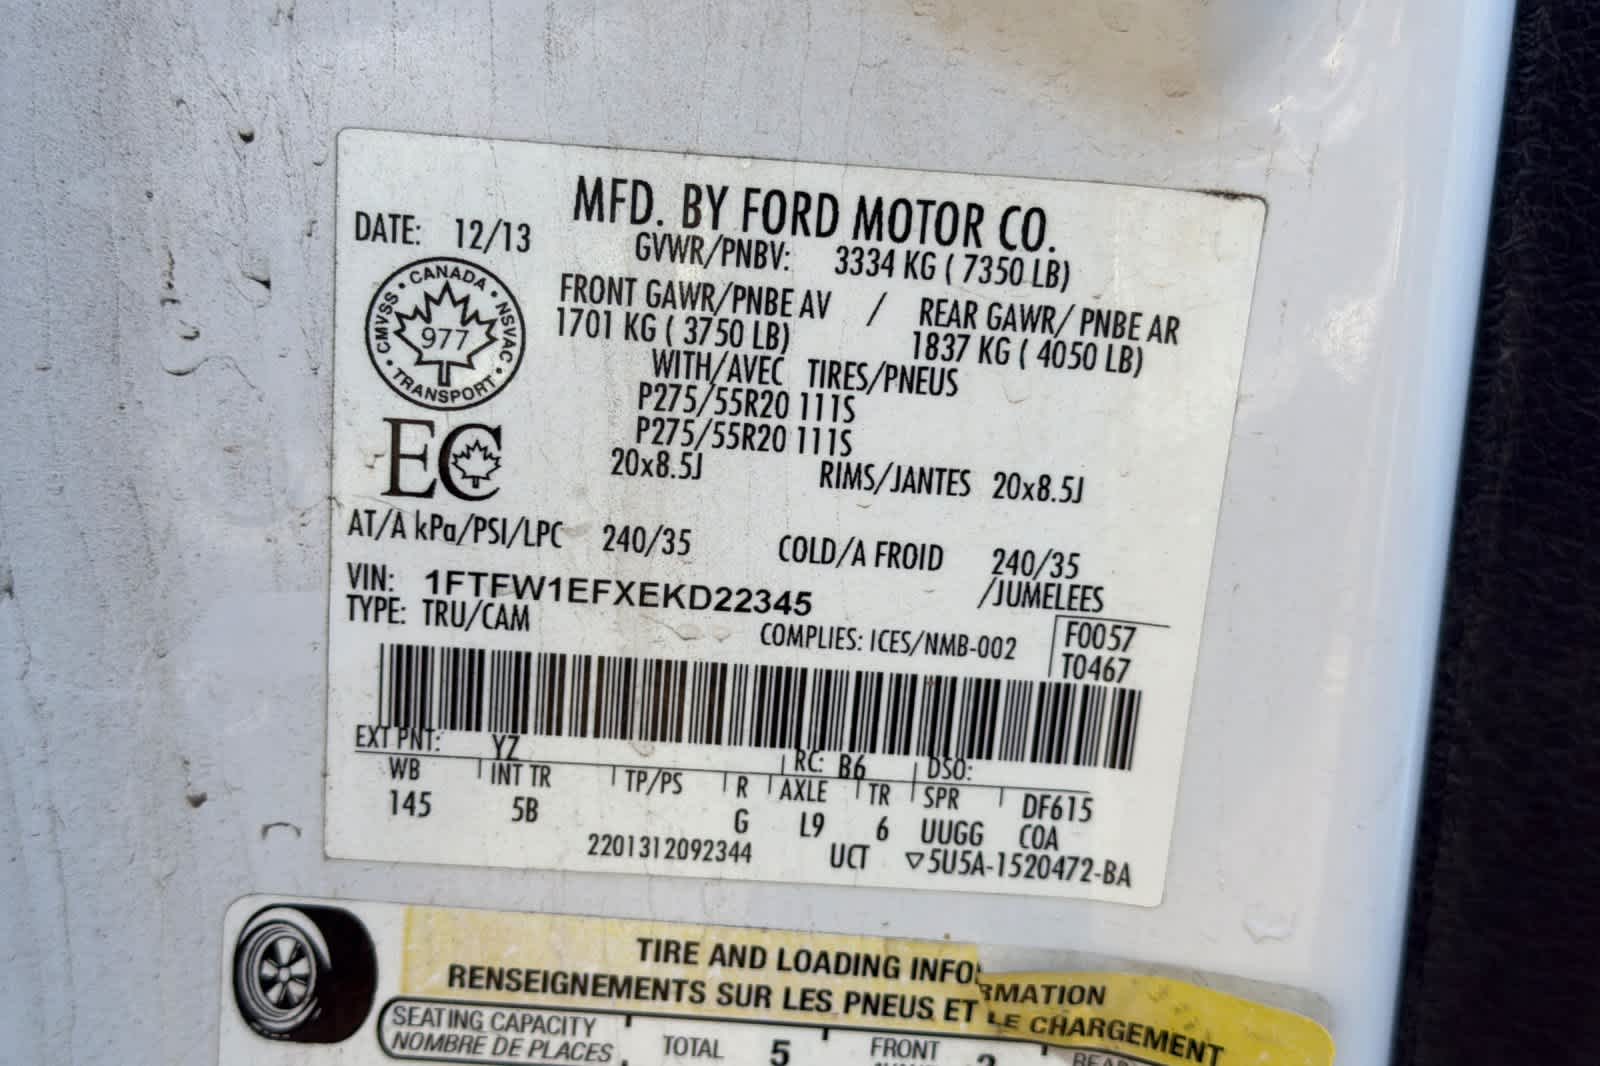 MFD. BY FORD MOTOR CO.
DATE: 12/13
GVWR/PNBV: 3334 KG ( 7350 LB)
FRONT GAWR/PNBE AV / REAR GAWR/ PNBE AR
1701 KG ( 3750 LB) 1837 KG ( 4050 LB)
WITH/AVEC TIRES/PNEUS
P275/55R20 111S
P275/55R20 111S
20x8.5J RIMS/JANTES 20x8.5J
CANADA · NSVAC · TRANSPORT · CMVSS
977
EC
AT/A kPa/PSI/LPC 240/35 COLD/A FROID 240/35
/JUMELEES
VIN: 1FTFW1EFXEKD22345
TYPE: TRU/CAM
COMPLIES: ICES/NMB-002
F0057
T0467
EXT PNT: YZ RC: B6 DSO:
WB INT TR TP/PS R AXLE TR SPR DF615
145 5B G L9 6 UUGG COA
2201312092344 UCT ▽5U5A-1520472-BA
TIRE AND LOADING INFORMATION
RENSEIGNEMENTS SUR LES PNEUS ET LE CHARGEMENT
SEATING CAPACITY
NOMBRE DE PLACES
TOTAL 5 FRONT